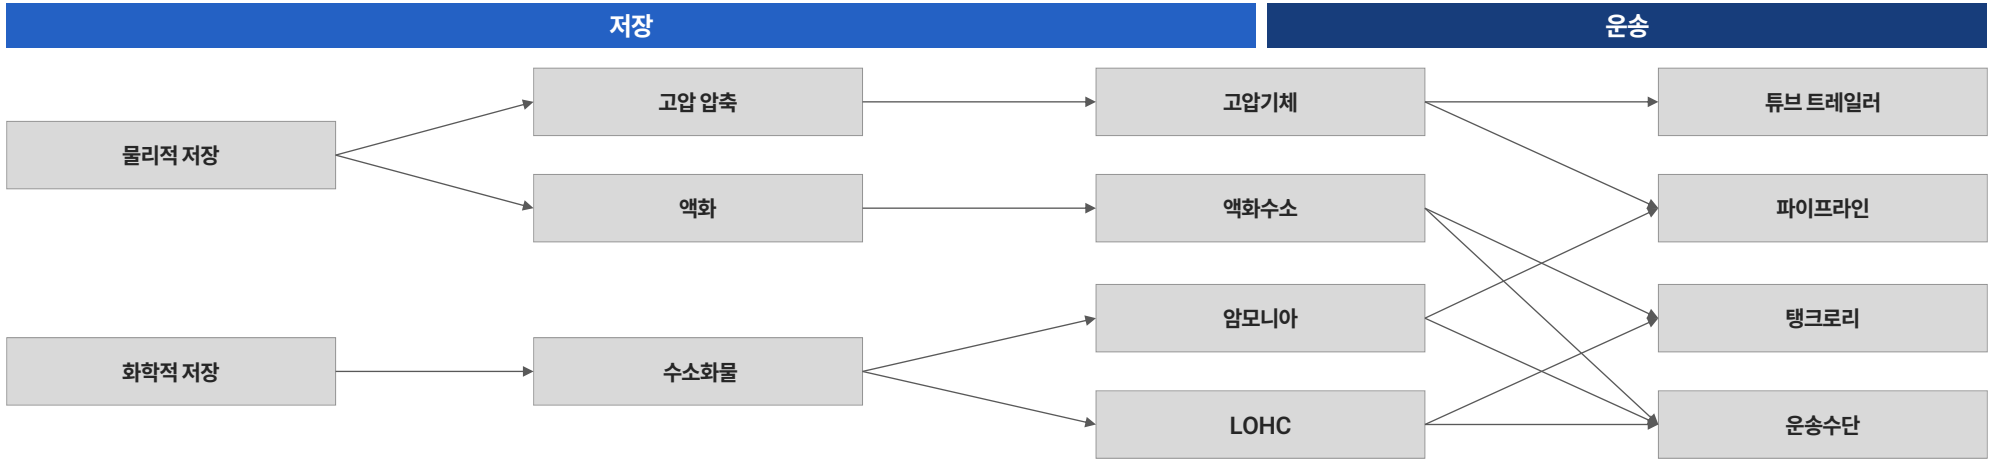 저장
운송
물리적 저장
고압 압축
고압기체
튜브 트레일러
액화
액화수소
파이프라인
화학적 저장
수소화물
암모니아
탱크로리
LOHC
운송수단